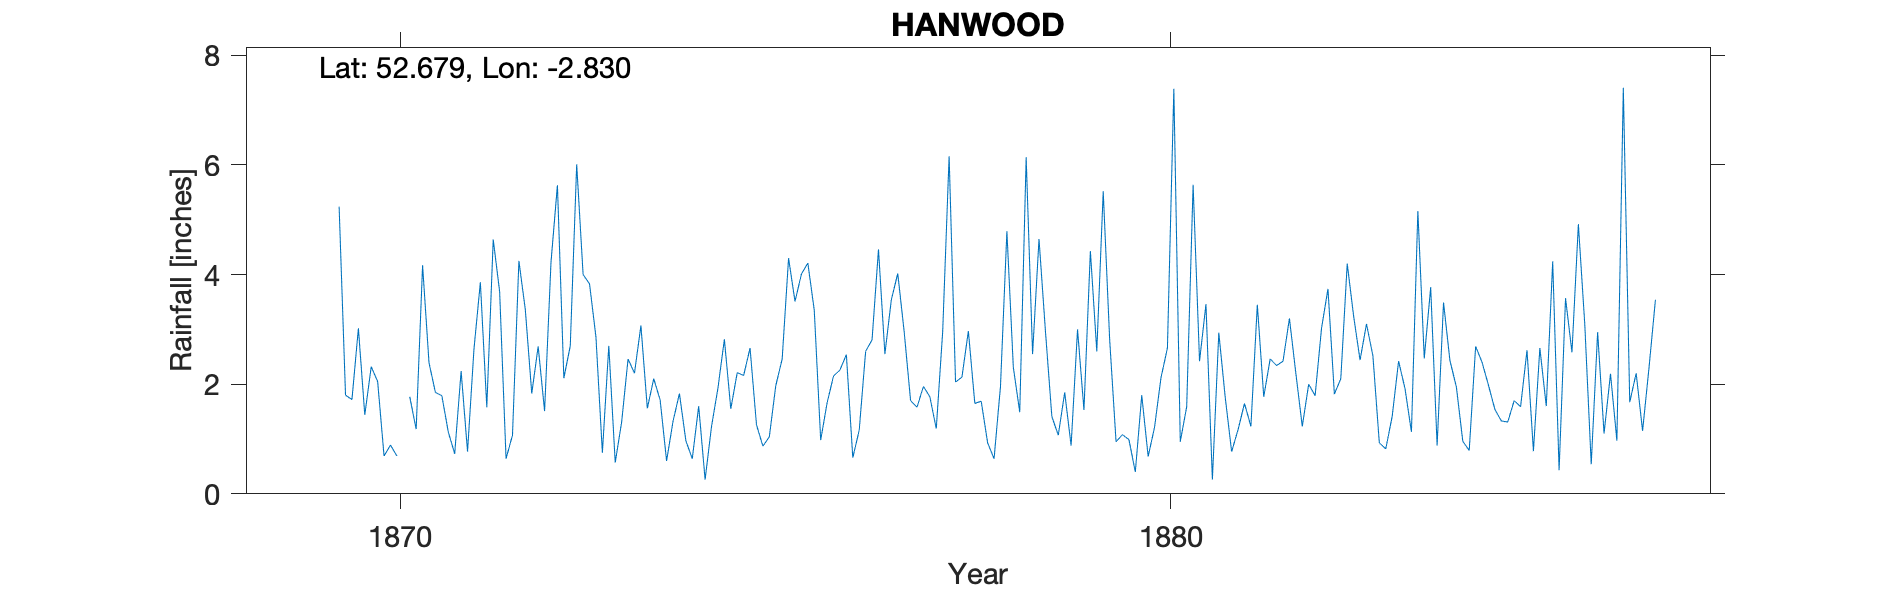 HANWOOD
Lat: 52.679, Lon: -2.830
Rainfall [inches]
8
6
4
2
0
1870
1880
Year